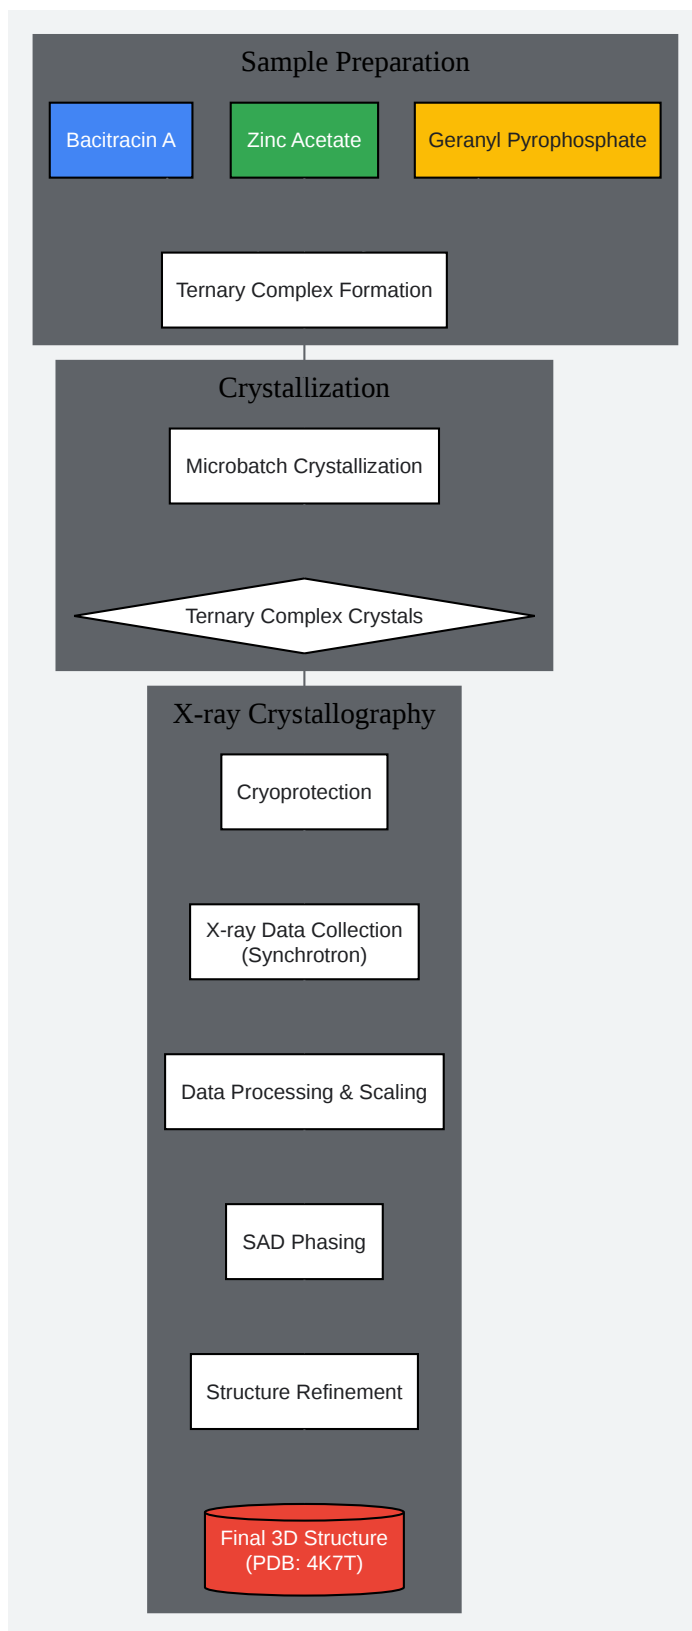 Sample Preparation
Bacitracin A
Zinc Acetate
Geranyl Pyrophosphate
Ternary Complex Formation
Crystallization
Microbatch Crystallization
Ternary Complex Crystals
X-ray Crystallography
Cryoprotection
X-ray Data Collection
(Synchrotron)
Data Processing & Scaling
SAD Phasing
Structure Refinement
Final 3D Structure
(PDB: 4K7T)